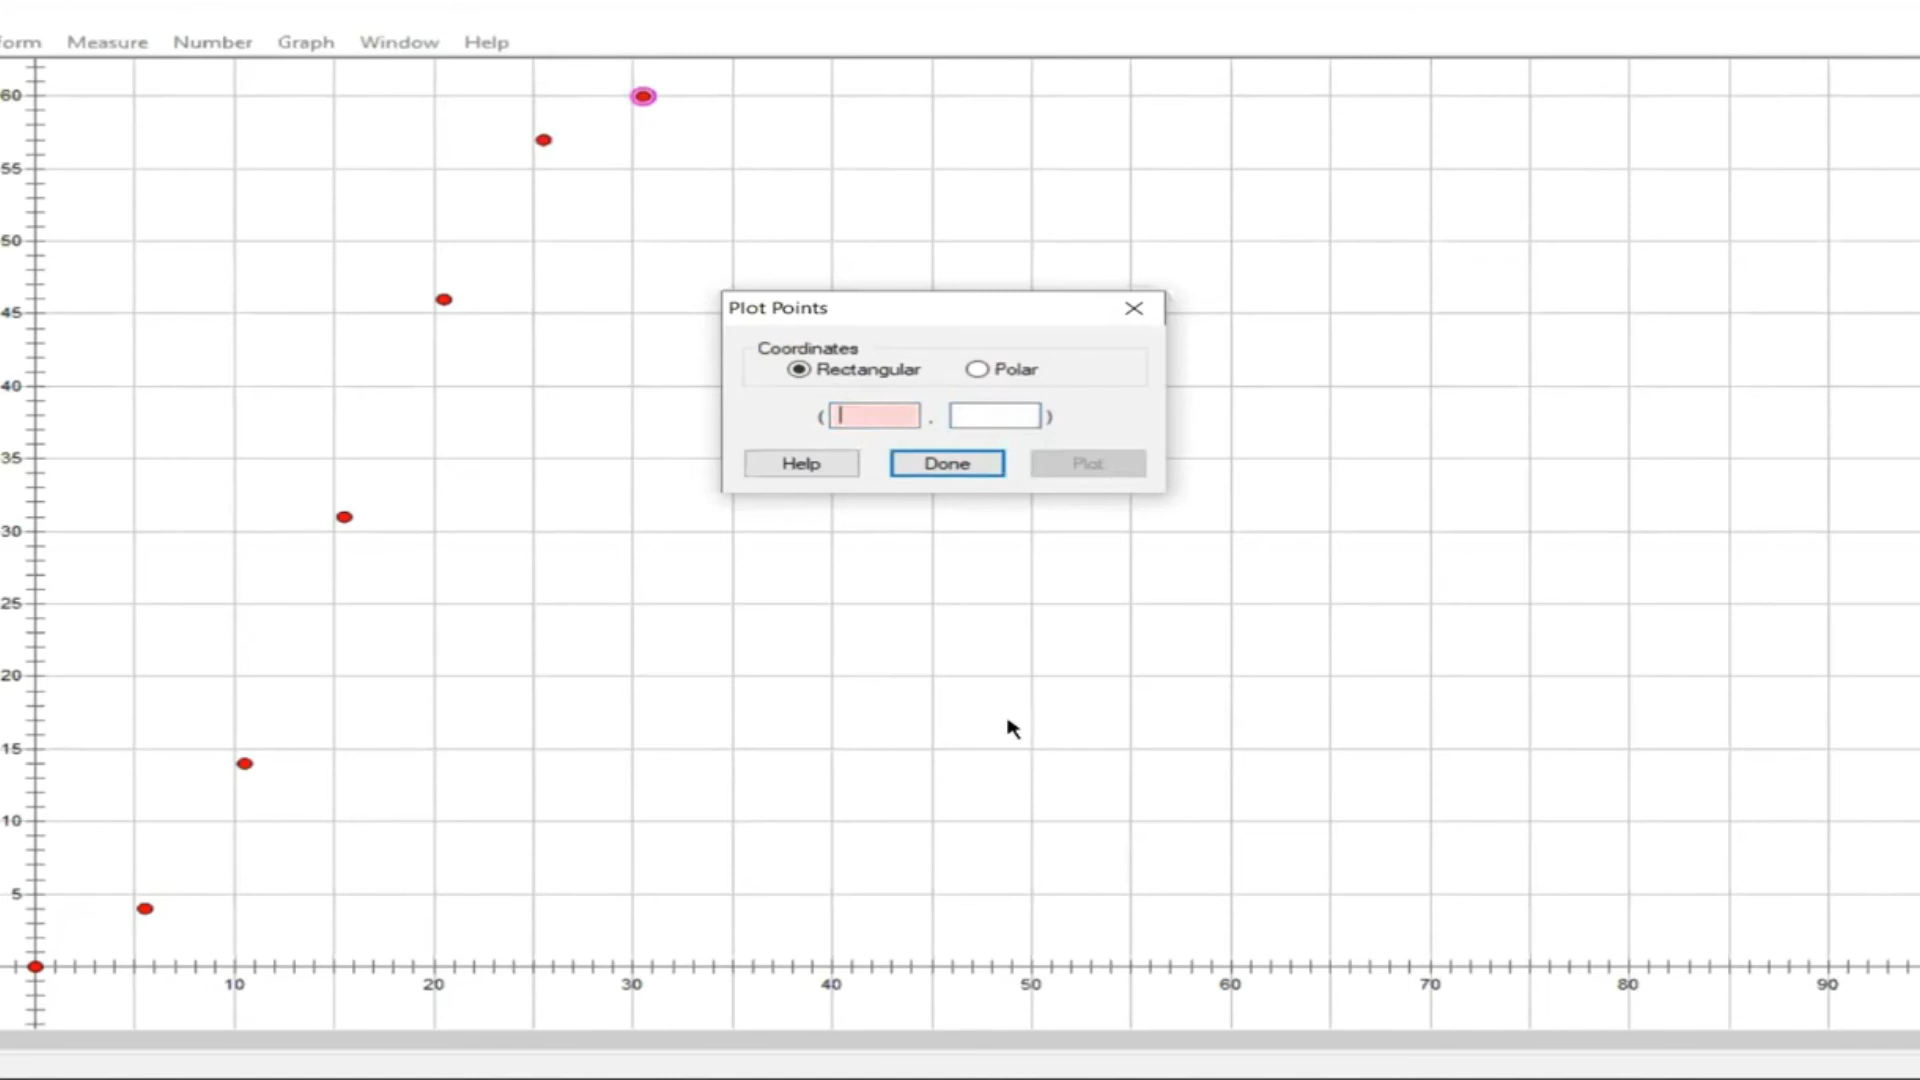 form Measure Number Graph Window Help
60
55
50
Plot Points
45
Coordinates
Rectangular Polar
40
( , )
Help Done Plot
35
30
25
20
15
10
5
10 20 30 40 50 60 70 80 90